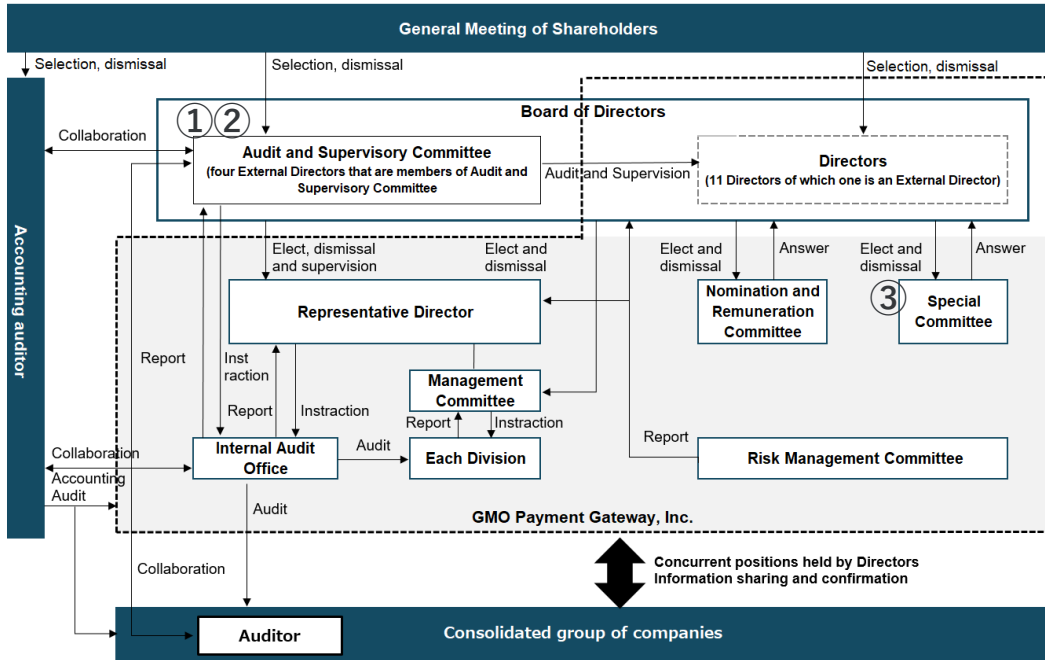 General Meeting of Shareholders
Selection, dismissal
Selection, dismissal
Selection, dismissal
Accounting auditor
Board of Directors
①
②
Collaboration
Audit and Supervisory Committee
(four External Directors that are members of Audit and
Supervisory Committee
Audit and Supervision
Directors
(11 Directors of which one is an External Director)
Elect, dismissal
and supervision
Elect and
dismissal
Elect and
dismissal
Answer
Elect and
dismissal
Answer
Representative Director
Nomination and
Remuneration
Committee
③
Special
Committee
Report
Inst
raction
Report
Instraction
Management
Committee
Report
Instraction
Collaboration
Internal Audit
Office
Audit
Each Division
Report
Risk Management Committee
Accounting
Audit
Audit
GMO Payment Gateway, Inc.
Collaboration
Concurrent positions held by Directors
Information sharing and confirmation
Auditor
Consolidated group of companies